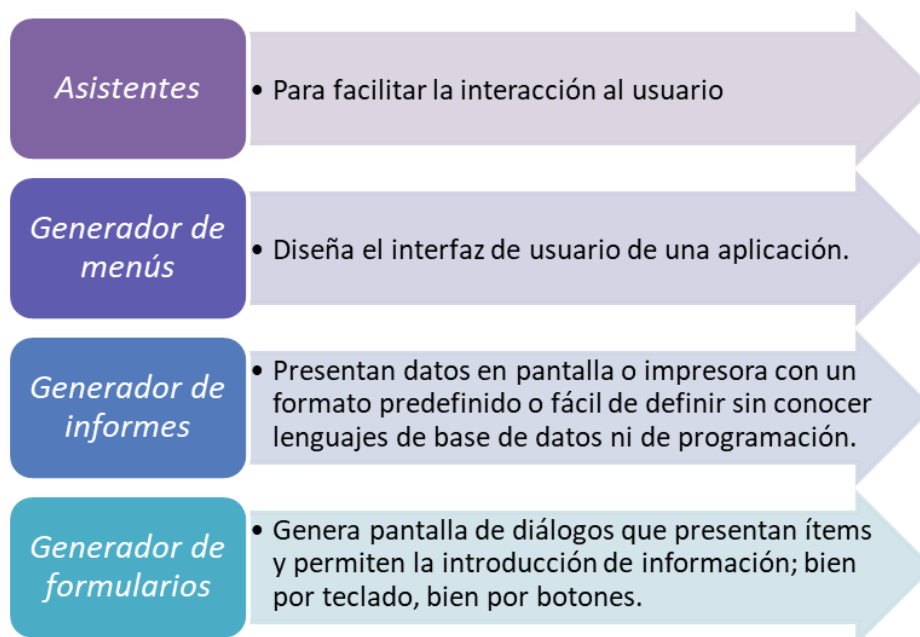 Asistentes
• Para facilitar la interacción al usuario
Generador de
menús
• Diseña el interfaz de usuario de una aplicación.
Generador de
informes
• Presentan datos en pantalla o impresora con un
formato predefinido o fácil de definir sin conocer
lenguajes de base de datos ni de programación.
Generador de
formularios
• Genera pantalla de diálogos que presentan ítems
y permiten la introducción de información; bien
por teclado, bien por botones.